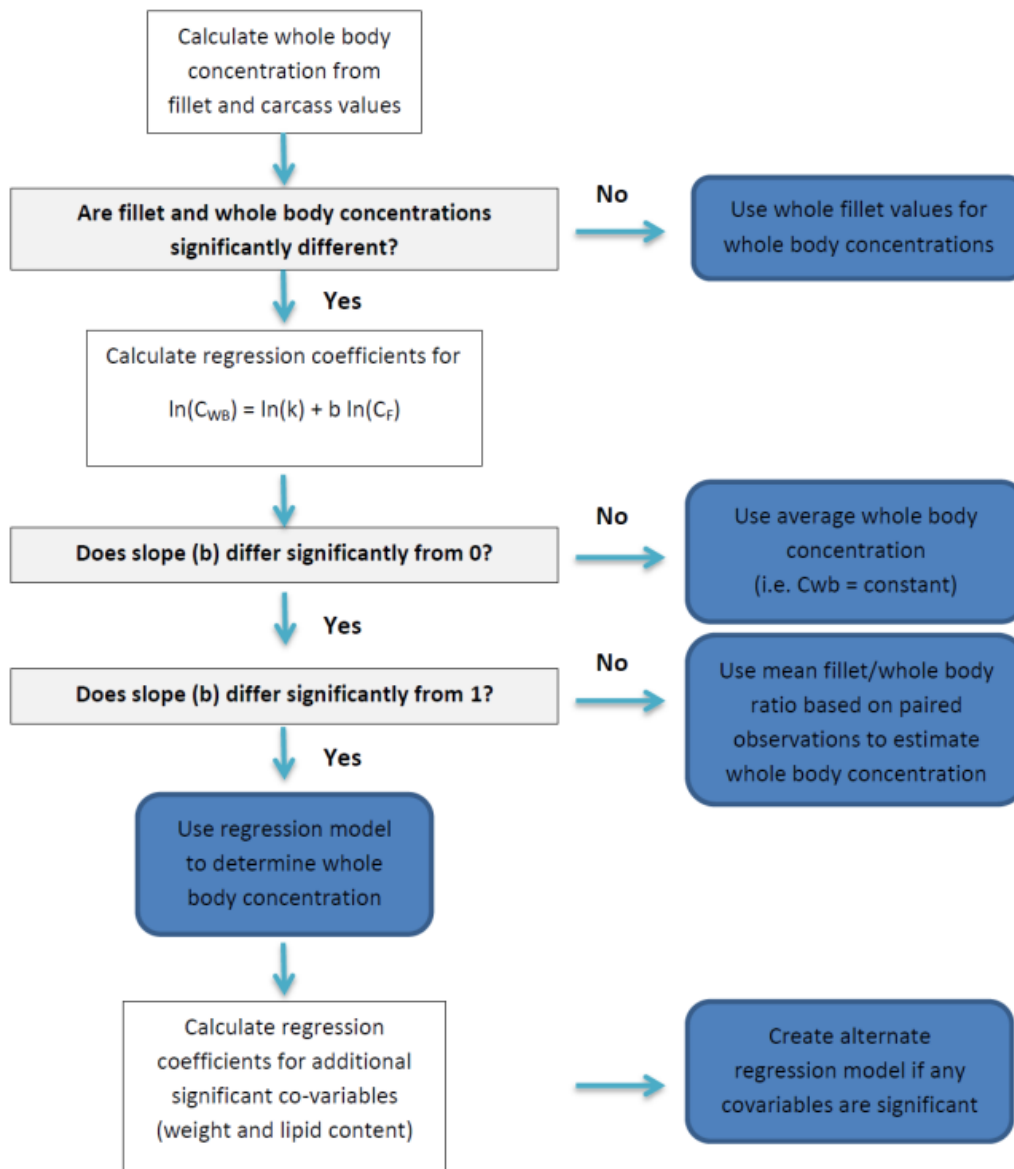 Calculate whole body
concentration from
fillet and carcass values
Are fillet and whole body concentrations
significantly different?
No
Use whole fillet values for
whole body concentrations
Yes
Calculate regression coefficients for
ln(C_WB) = ln(k) + b ln(C_F)
Does slope (b) differ significantly from 0?
No
Use average whole body
concentration
(i.e. Cwb = constant)
Yes
Does slope (b) differ significantly from 1?
No
Use mean fillet/whole body
ratio based on paired
observations to estimate
whole body concentration
Yes
Use regression model
to determine whole
body concentration
Calculate regression
coefficients for additional
significant co-variables
(weight and lipid content)
Create alternate
regression model if any
covariables are significant